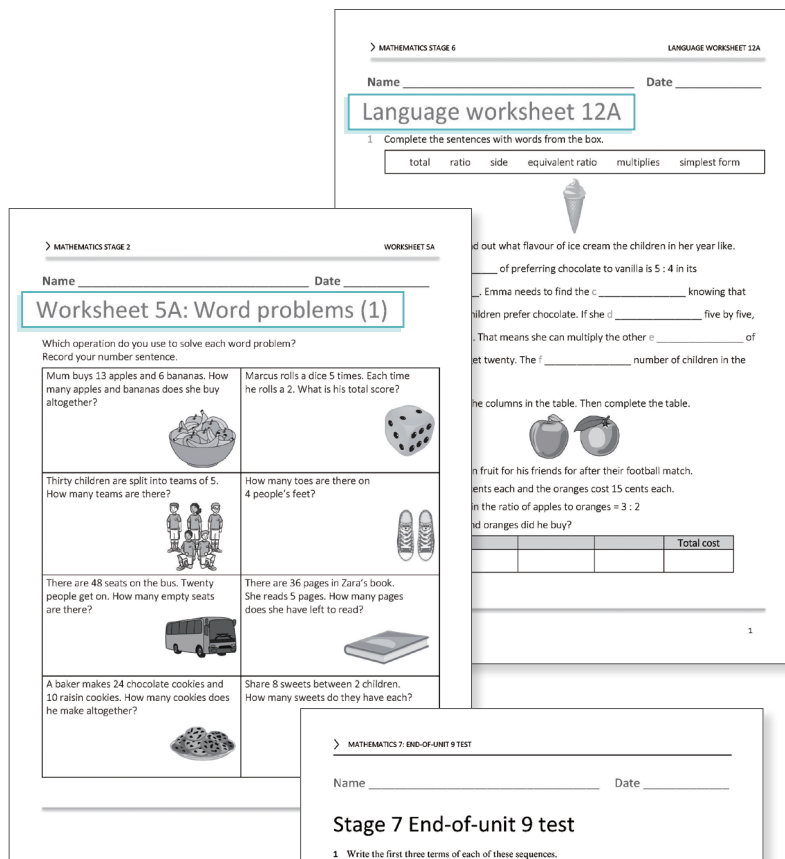 MATHEMATICS STAGE 6
LANGUAGE WORKSHEET 12A
Name
Date
Language worksheet 12A
1 Complete the sentences with words from the box.
total ratio side equivalent ratio multiplies simplest form
d out what flavour of ice cream the children in her year like.
of preferring chocolate to vanilla is 5 : 4 in its
. Emma needs to find the c knowing that
ildren prefer chocolate. If she d five by five,
. That means she can multiply the other e of
et twenty. The f number of children in the
he columns in the table. Then complete the table.
n fruit for his friends for after their football match.
ents each and the oranges cost 15 cents each.
in the ratio of apples to oranges = 3 : 2
nd oranges did he buy?
Total cost
1
MATHEMATICS STAGE 2
WORKSHEET 5A
Name
Date
Worksheet 5A: Word problems (1)
Which operation do you use to solve each word problem?
Record your number sentence.
Mum buys 13 apples and 6 bananas. How
many apples and bananas does she buy
altogether?
Marcus rolls a dice 5 times. Each time
he rolls a 2. What is his total score?
Thirty children are split into teams of 5.
How many teams are there?
How many toes are there on
4 people's feet?
There are 48 seats on the bus. Twenty
people get on. How many empty seats
are there?
There are 36 pages in Zara's book.
She reads 5 pages. How many pages
does she have left to read?
A baker makes 24 chocolate cookies and
10 raisin cookies. How many cookies does
he make altogether?
Share 8 sweets between 2 children.
How many sweets do they have each?
MATHEMATICS 7: END-OF-UNIT 9 TEST
Name
Date
Stage 7 End-of-unit 9 test
1 Write the first three terms of each of these sequences.